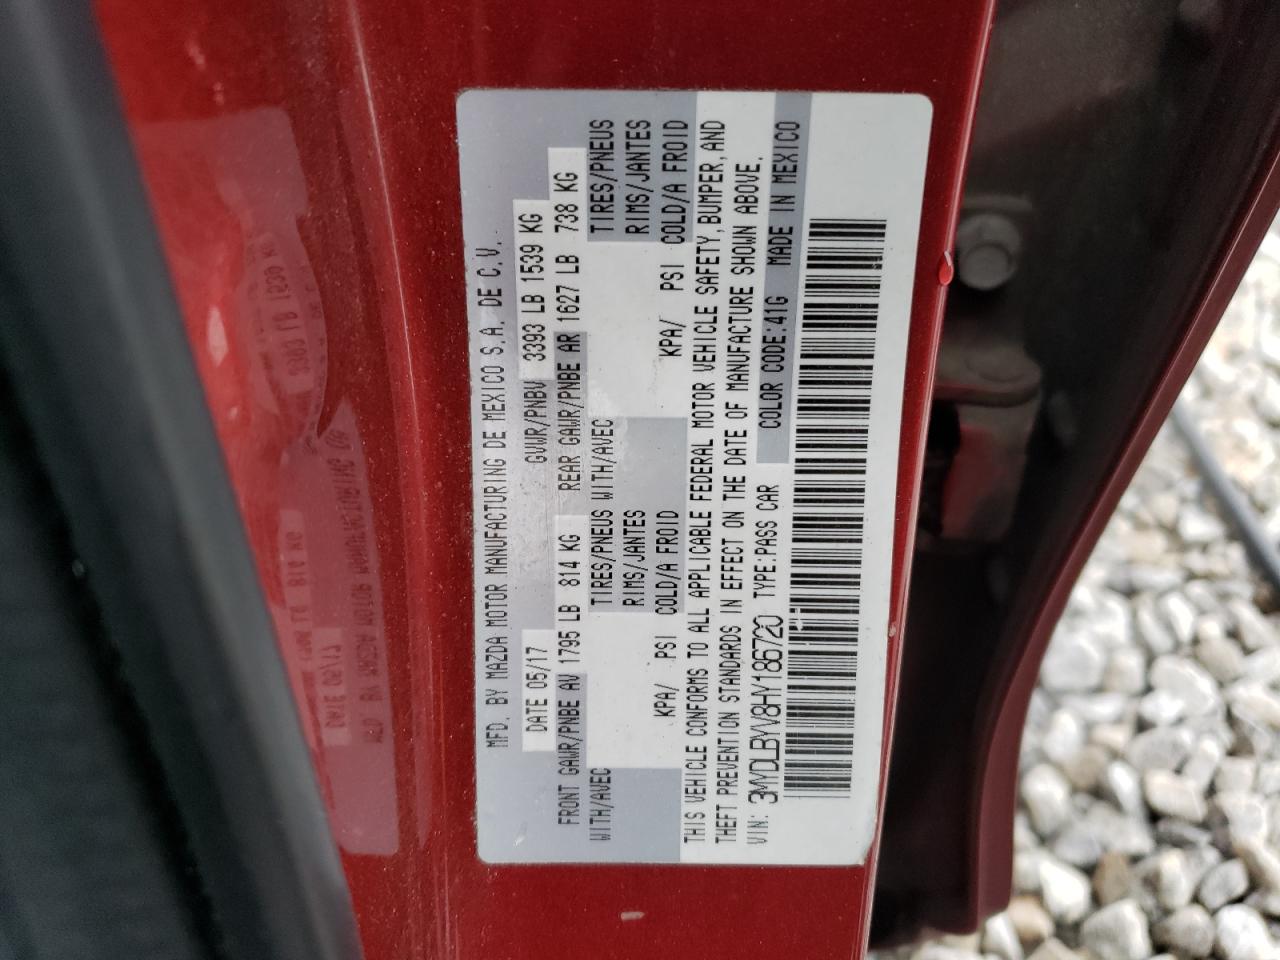 MFD. BY MAZDA MOTOR MANUFACTURING DE MEXICO S.A. DE C.V.
DATE 05/17 GVWR/PNBV 3393 LB 1539 KG
FRONT GAWR/PNBE AV 1795 LB 814 KG REAR GAWR/PNBE AR 1627 LB 738 KG
WITH/AVEC TIRES/PNEUS WITH/AVEC TIRES/PNEUS
RIMS/JANTES RIMS/JANTES
KPA/ PSI COLD/A FROID KPA/ PSI COLD/A FROID
THIS VEHICLE CONFORMS TO ALL APPLICABLE FEDERAL MOTOR VEHICLE SAFETY, BUMPER, AND
THEFT PREVENTION STANDARDS IN EFFECT ON THE DATE OF MANUFACTURE SHOWN ABOVE.
VIN: 3MYDLBYV8HY186720 TYPE:PASS CAR COLOR CODE:41G MADE IN MEXICO